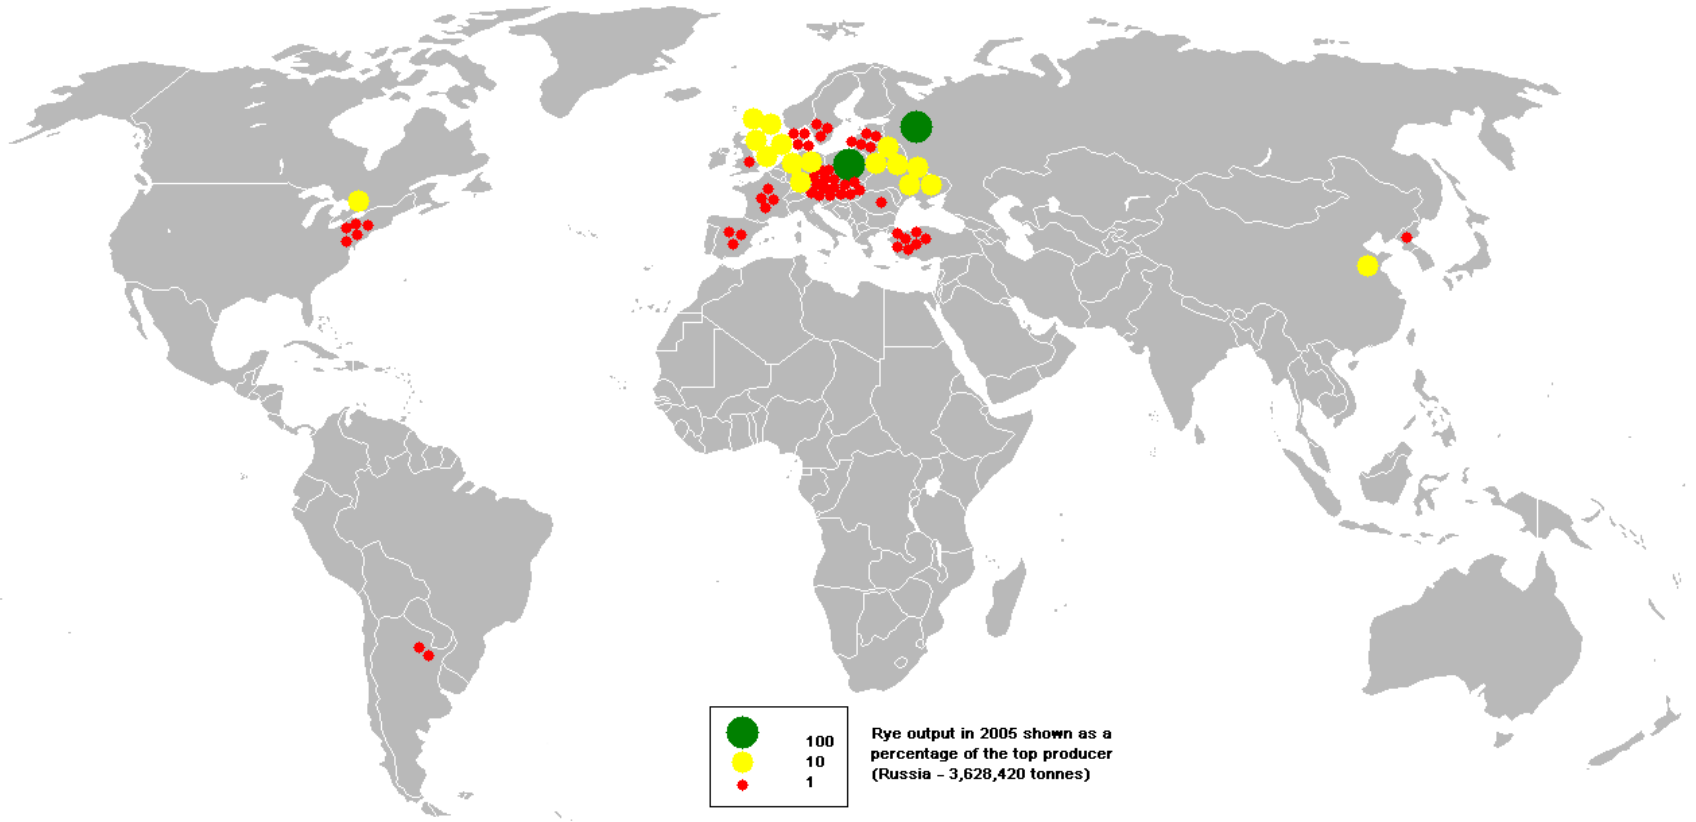 100
10
1
Rye output in 2005 shown as a
percentage of the top producer
(Russia - 3,628,420 tonnes)